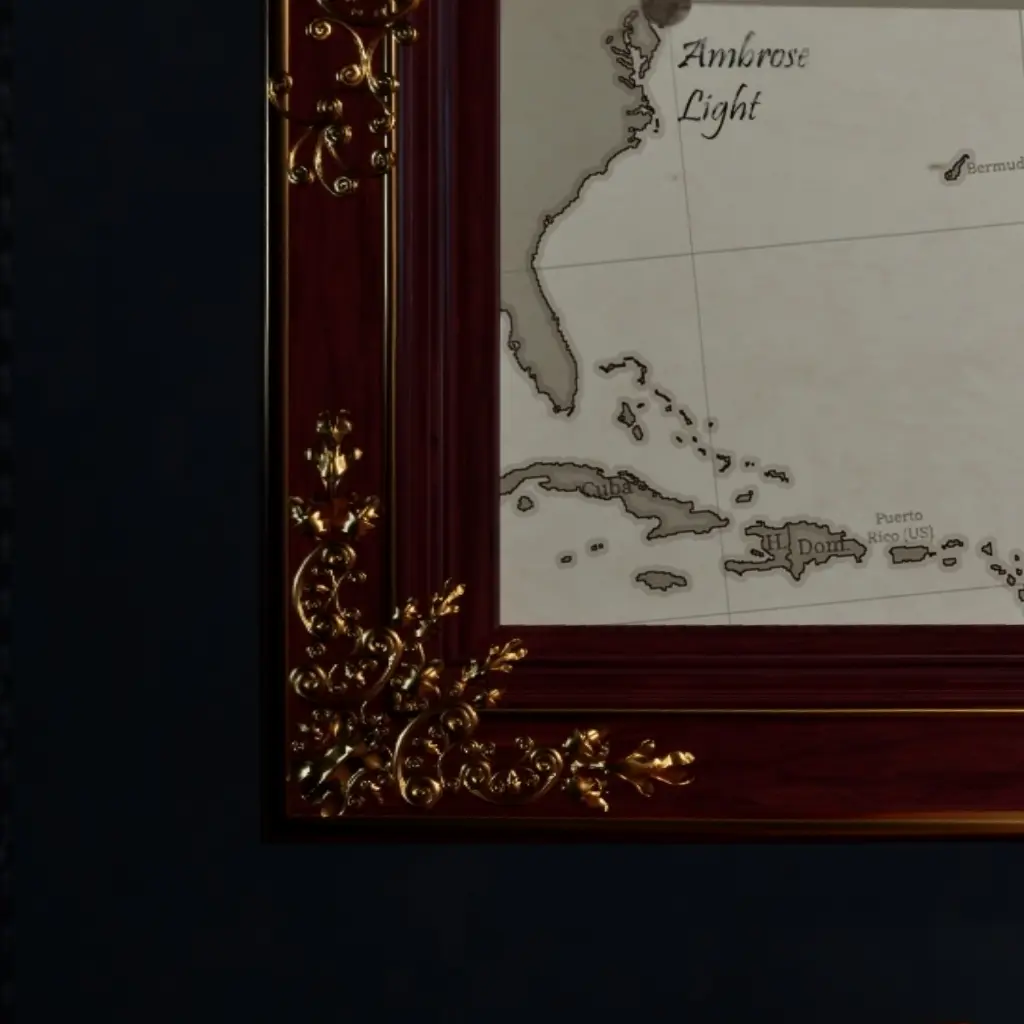 Ambrose
Light
Bermud
Cuba
Puerto
Rico (US)
H. Dom.